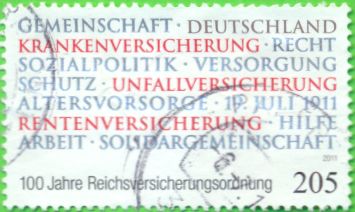 GEMEINSCHAFT · DEUTSCHLAND
KRANKENVERSICHERUNG · RECHT
SOZIALPOLITIK · VERSORGUNG
SCHUTZ · UNFALLVERSICHERUNG
ALTERSVORSORGE · 19. JULI 1911
RENTENVERSICHERUNG · HILFE
ARBEIT · SOLIDARGEMEINSCHAFT
2011
100 Jahre Reichsversicherungsordnung 205